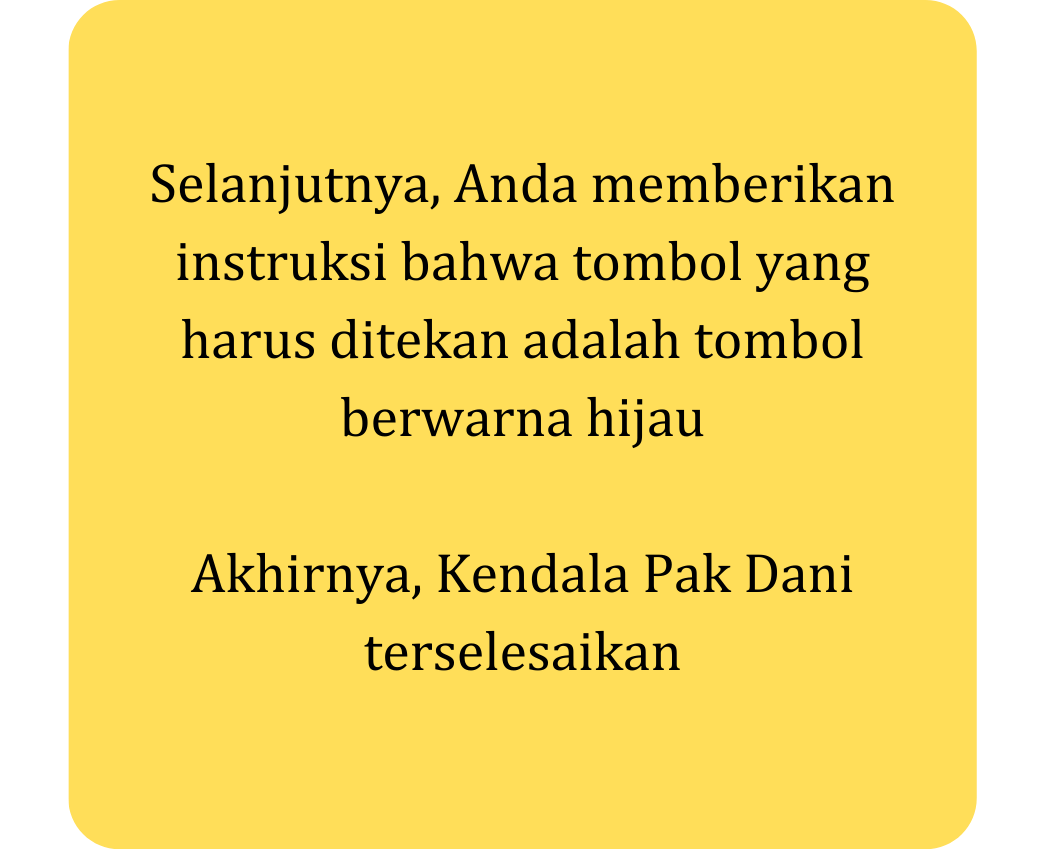 Selanjutnya, Anda memberikan
instruksi bahwa tombol yang
harus ditekan adalah tombol
berwarna hijau
Akhirnya, Kendala Pak Dani
terselesaikan